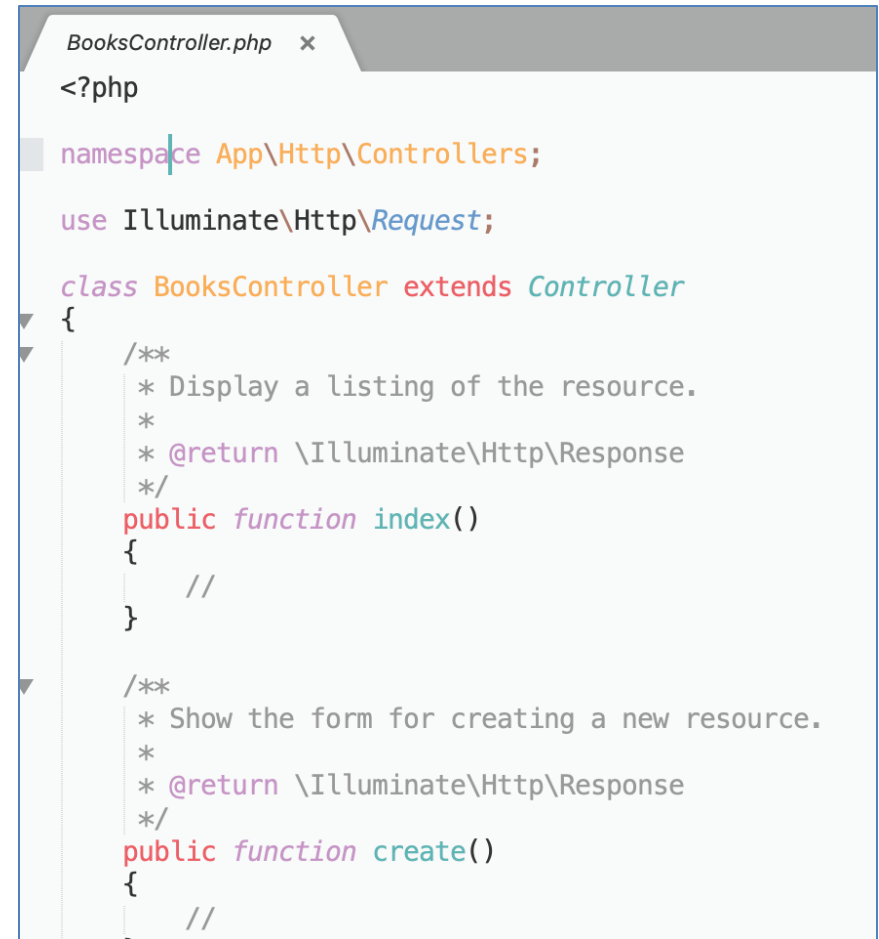 BooksController.php ×
<?php
namespace App\Http\Controllers;
use Illuminate\Http\Request;
class BooksController extends Controller
{
/**
* Display a listing of the resource.
*
* @return \Illuminate\Http\Response
*/
public function index()
{
//
}
/**
* Show the form for creating a new resource.
*
* @return \Illuminate\Http\Response
*/
public function create()
{
//